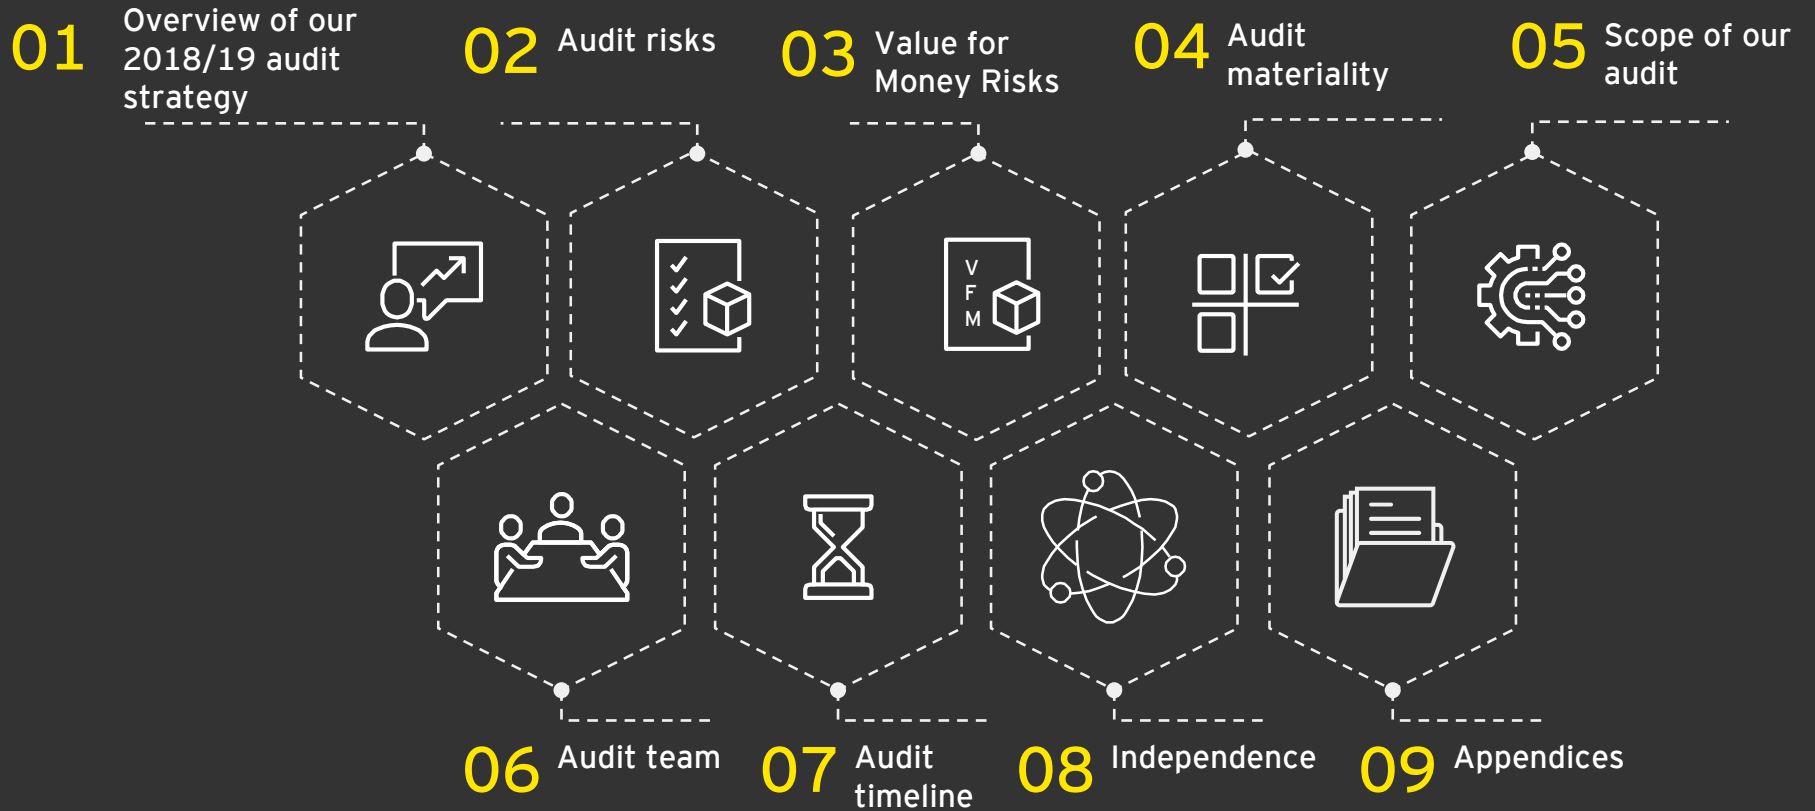 01
Overview of our
2018/19 audit
strategy
02
Audit risks
03
Value for
Money Risks
04
Audit
materiality
05
Scope of our
audit
V
F
M
06
Audit team
07
Audit
timeline
08
Independence
09
Appendices